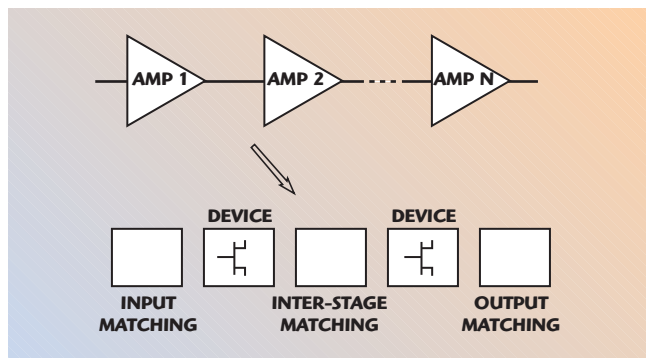 AMP 1
AMP 2
AMP N
DEVICE
DEVICE
INPUT
MATCHING
INTER-STAGE
MATCHING
OUTPUT
MATCHING